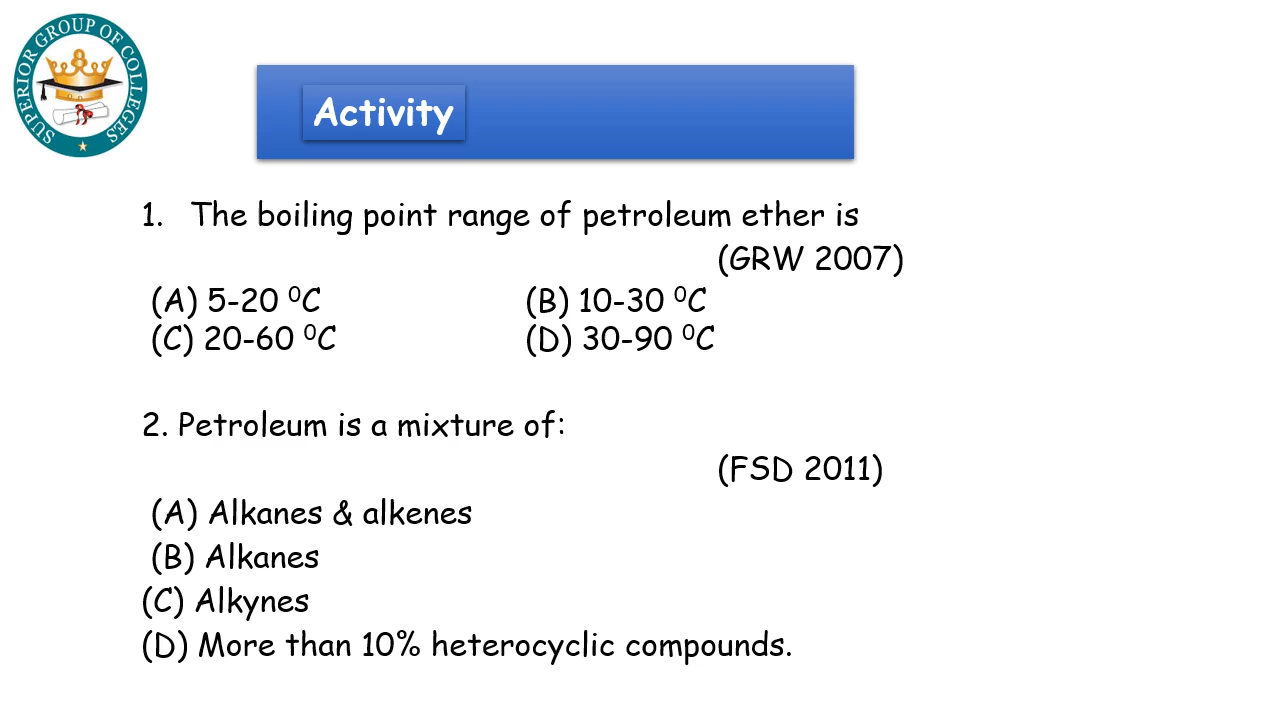 SUPERIOR GROUP OF COLLEGES
Activity
1. The boiling point range of petroleum ether is
(GRW 2007)
(A) 5-20 ⁰C (B) 10-30 ⁰C
(C) 20-60 ⁰C (D) 30-90 ⁰C
2. Petroleum is a mixture of:
(FSD 2011)
(A) Alkanes & alkenes
(B) Alkanes
(C) Alkynes
(D) More than 10% heterocyclic compounds.